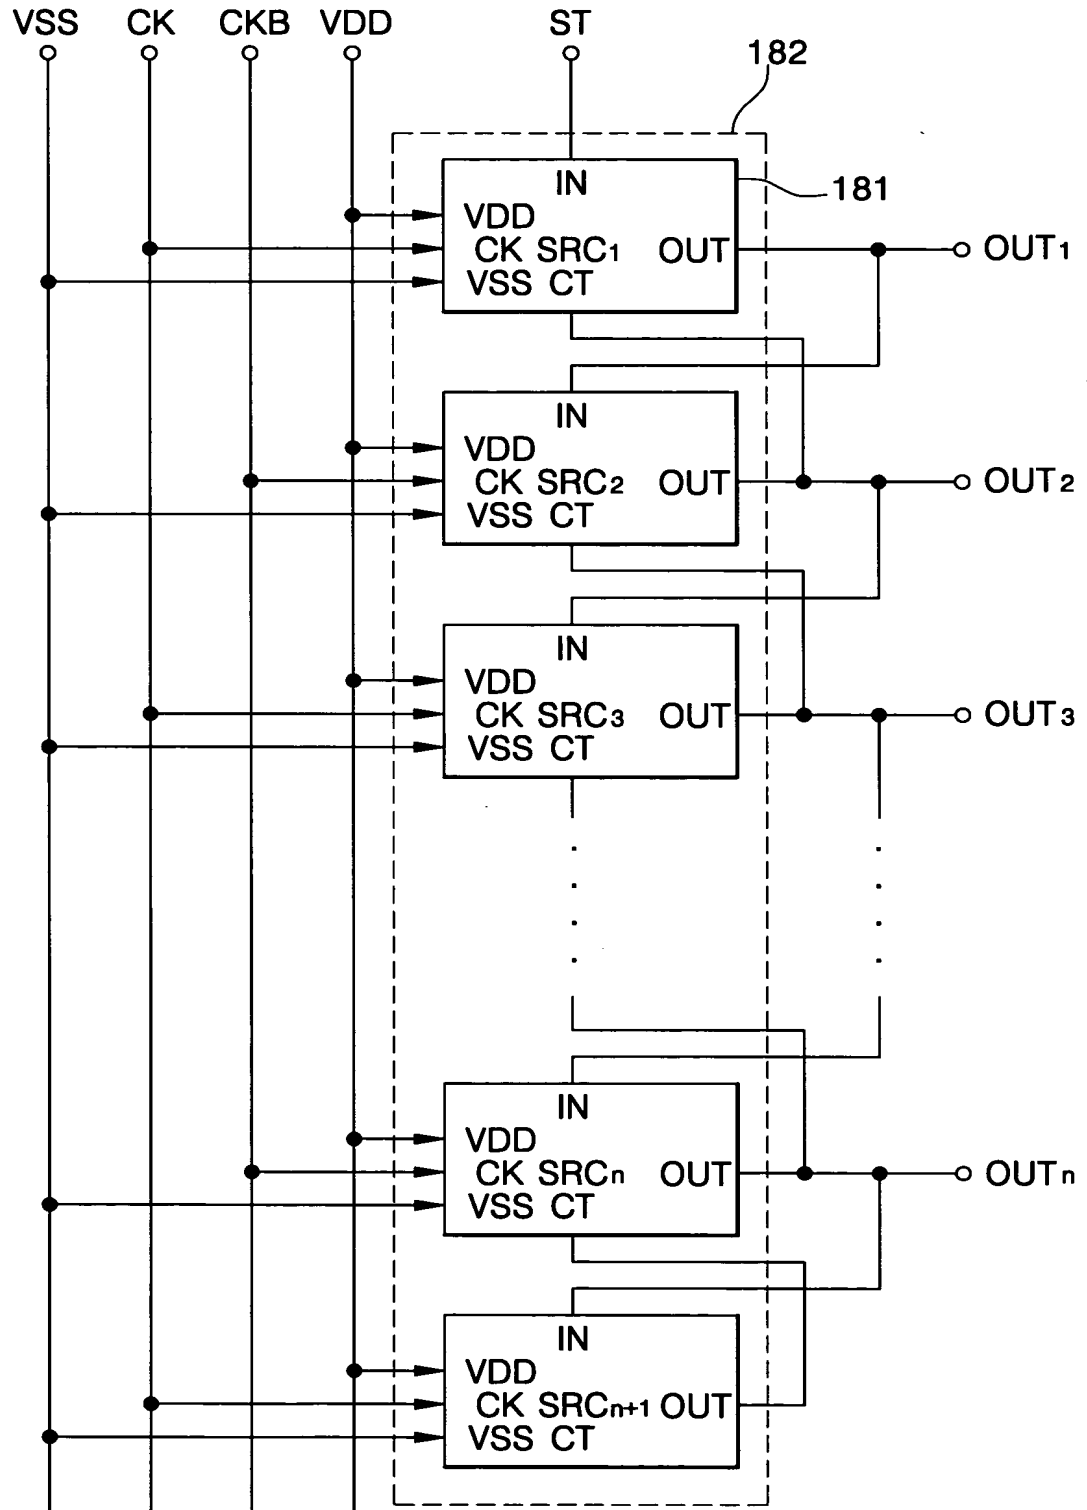 VSS CK CKB VDD ST
182
IN
181
VDD
CK SRC1 OUT OUT1
VSS CT
IN
VDD
CK SRC2 OUT OUT2
VSS CT
IN
VDD
CK SRC3 OUT OUT3
VSS CT
IN
VDD
CK SRCn OUT OUTn
VSS CT
IN
VDD
CK SRCn+1 OUT
VSS CT